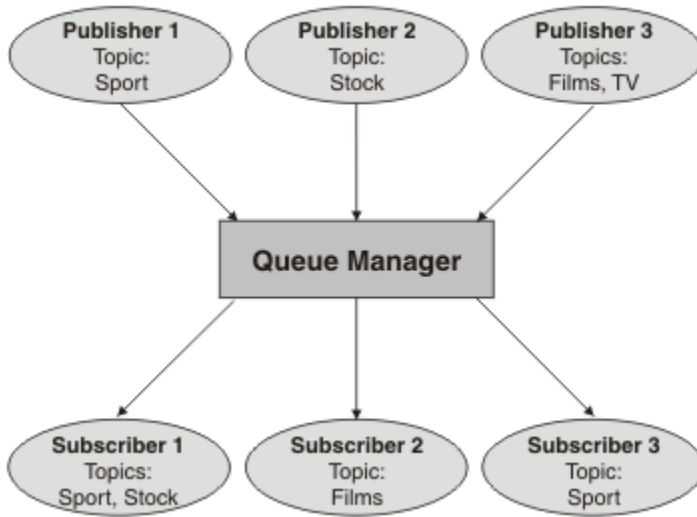 Publisher 1
Topic:
Sport
Publisher 2
Topic:
Stock
Publisher 3
Topics:
Films, TV
Queue Manager
Subscriber 1
Topics:
Sport, Stock
Subscriber 2
Topic:
Films
Subscriber 3
Topic:
Sport